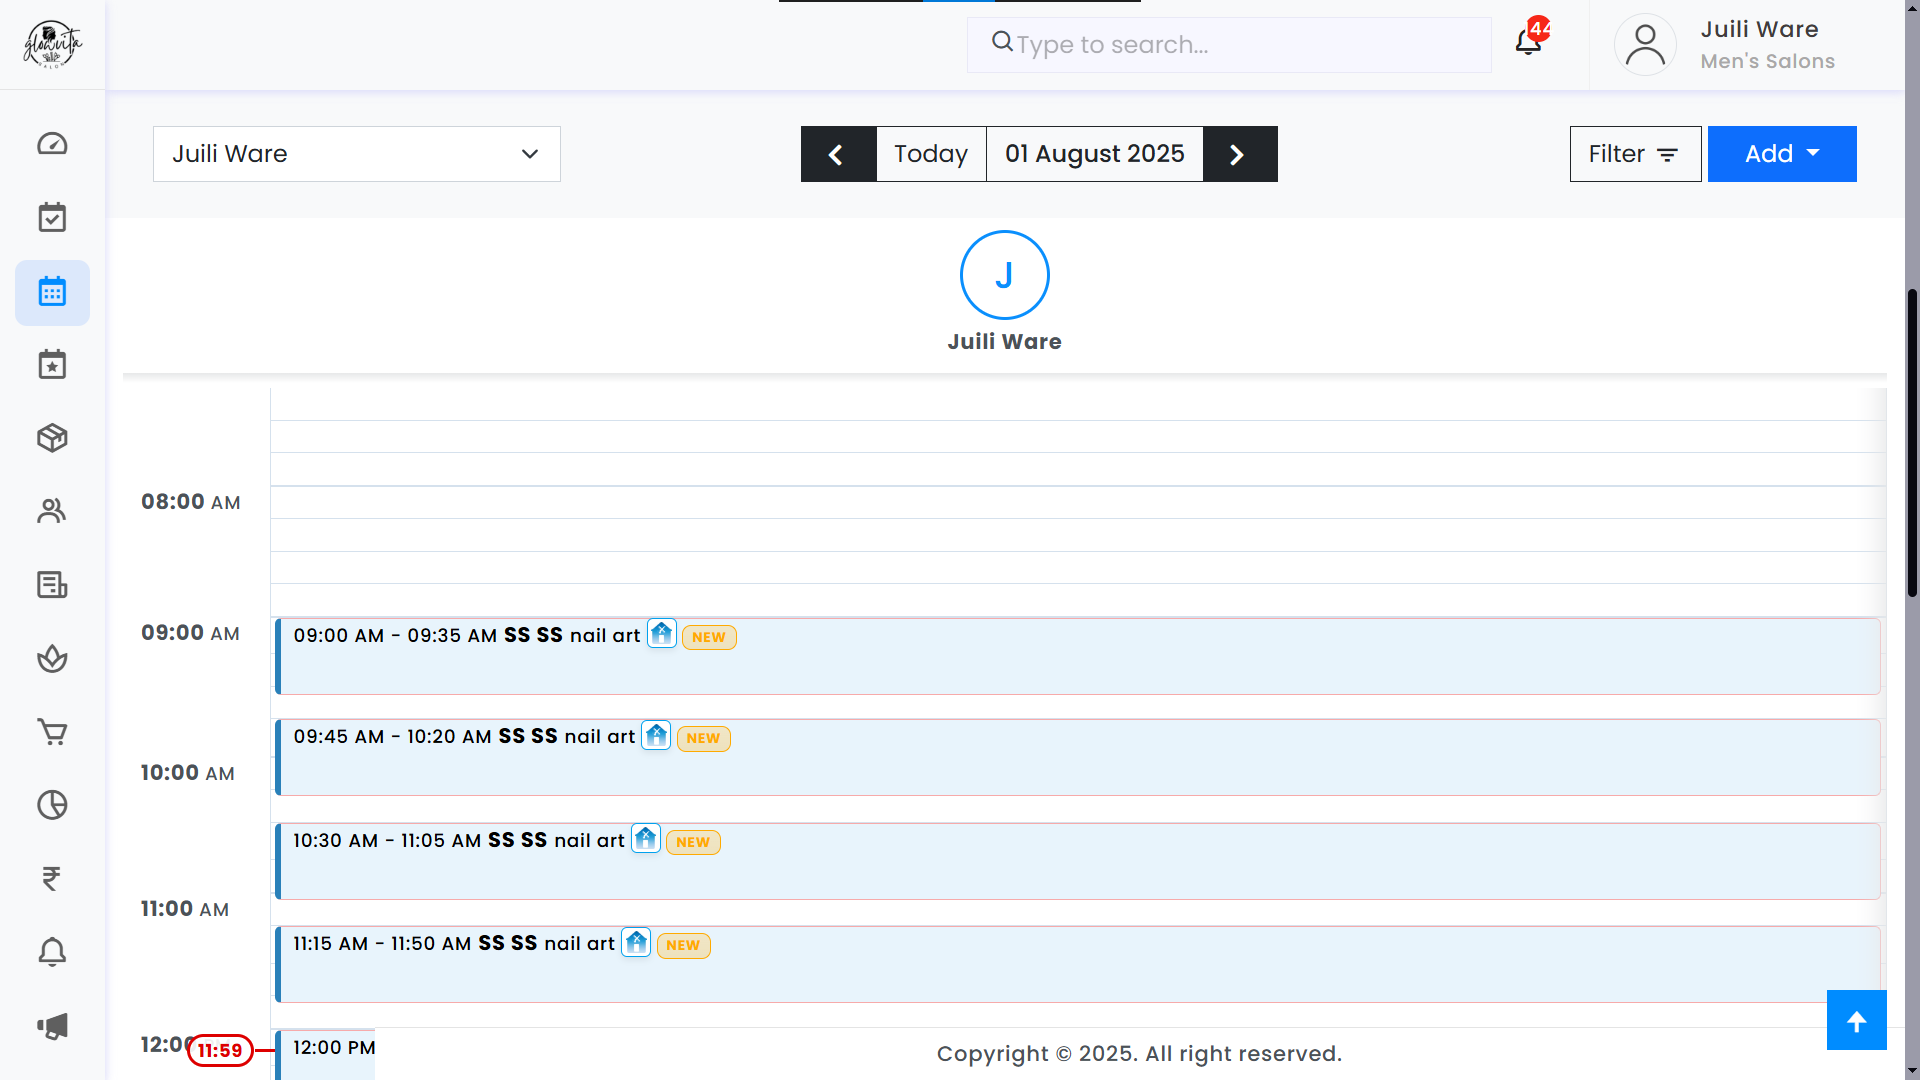 glowvita
SALON
Type to search...
44
Juili Ware
Men's Salons
Juili Ware
Today
01 August 2025
Filter
Add
J
Juili Ware
08:00 AM
09:00 AM
09:00 AM - 09:35 AM SS SS nail art NEW
09:45 AM - 10:20 AM SS SS nail art NEW
10:00 AM
10:30 AM - 11:05 AM SS SS nail art NEW
11:00 AM
11:15 AM - 11:50 AM SS SS nail art NEW
12:00
11:59
12:00 PM
Copyright © 2025. All right reserved.